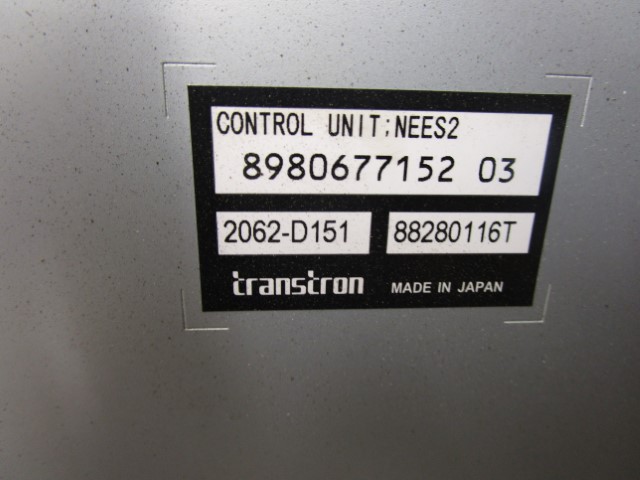 CONTROL UNIT;NEES2
8980677152 03
2062-D151 88280116T
transtron MADE IN JAPAN